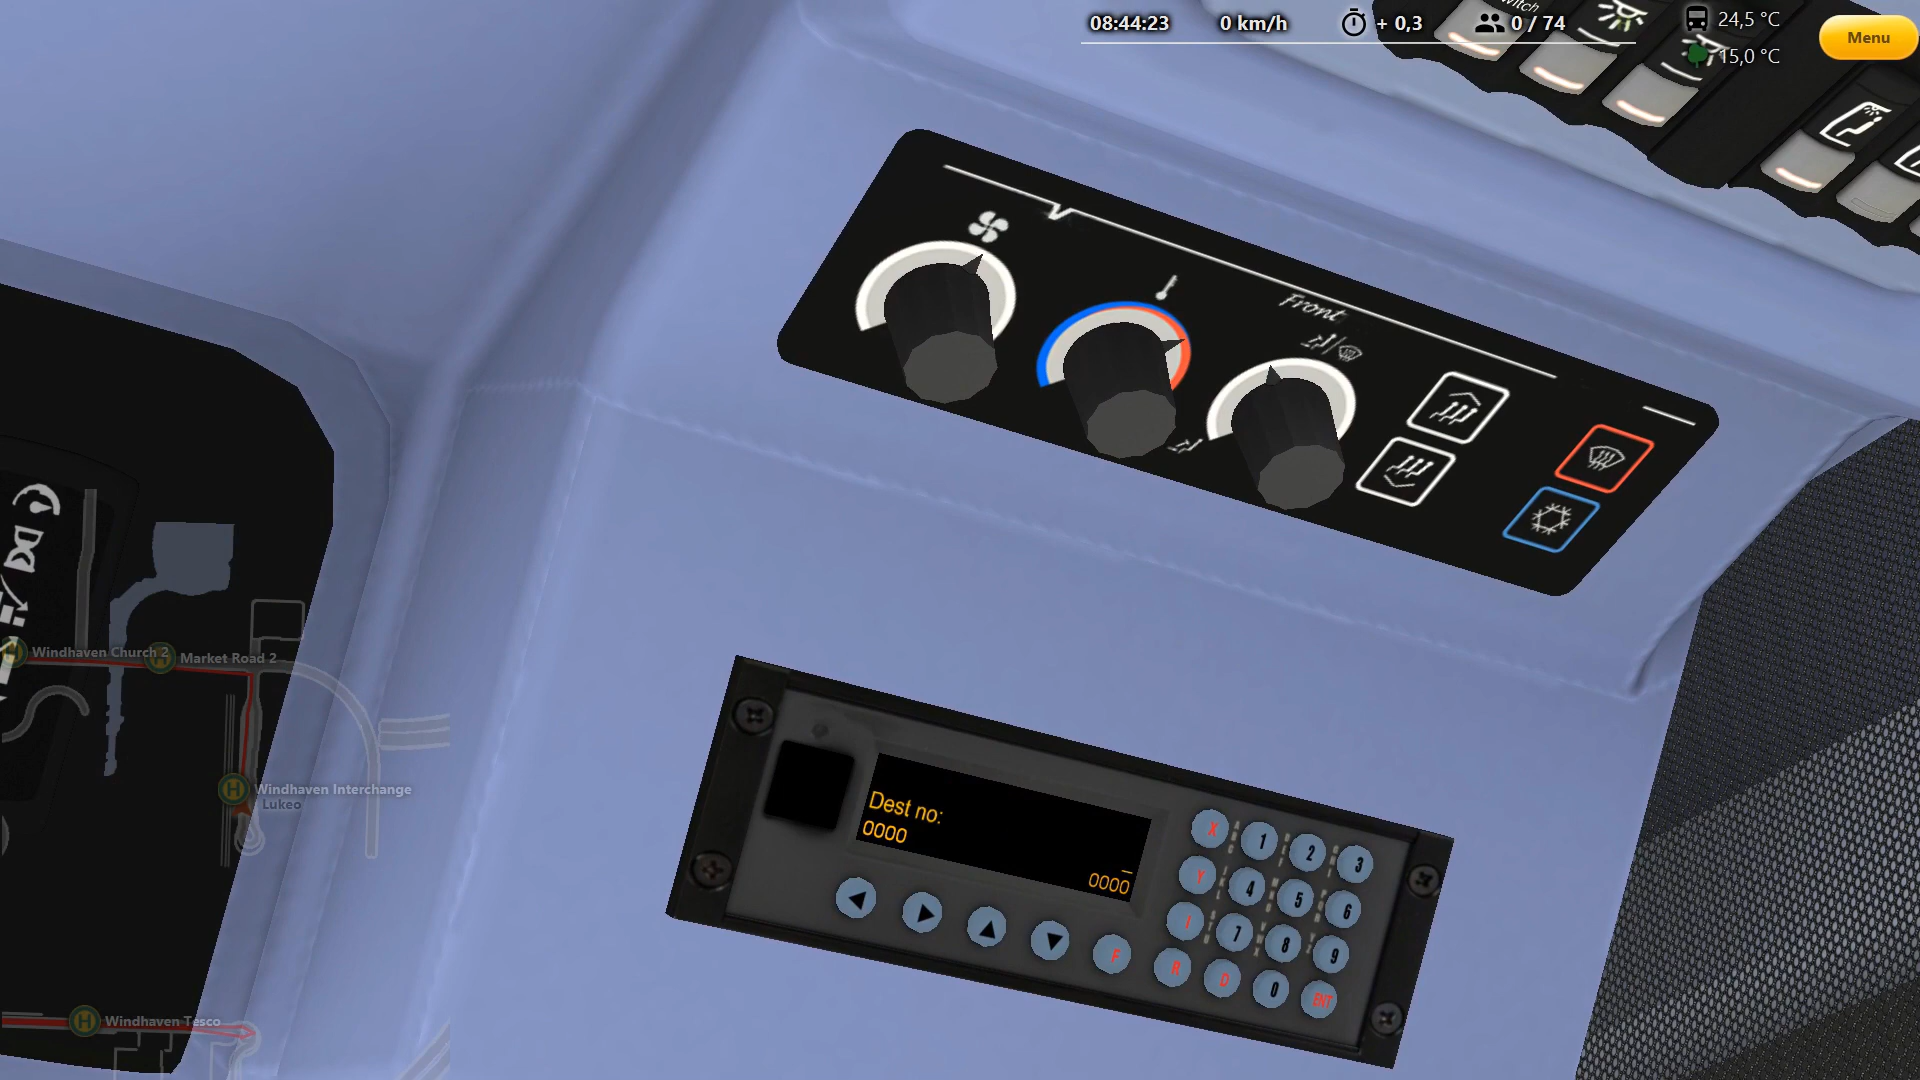 08:44:23
0 km/h
+ 0,3
0 / 74
24,5 °C
15,0 °C
Menu
Front
Windhaven Church 2
Market Road 2
Windhaven Interchange
Lukeo
Windhaven Tesco
Dest no:
0000
0000
X 1 2 3
Y 4 5 6
I 7 8 9
F R D 0 ENT